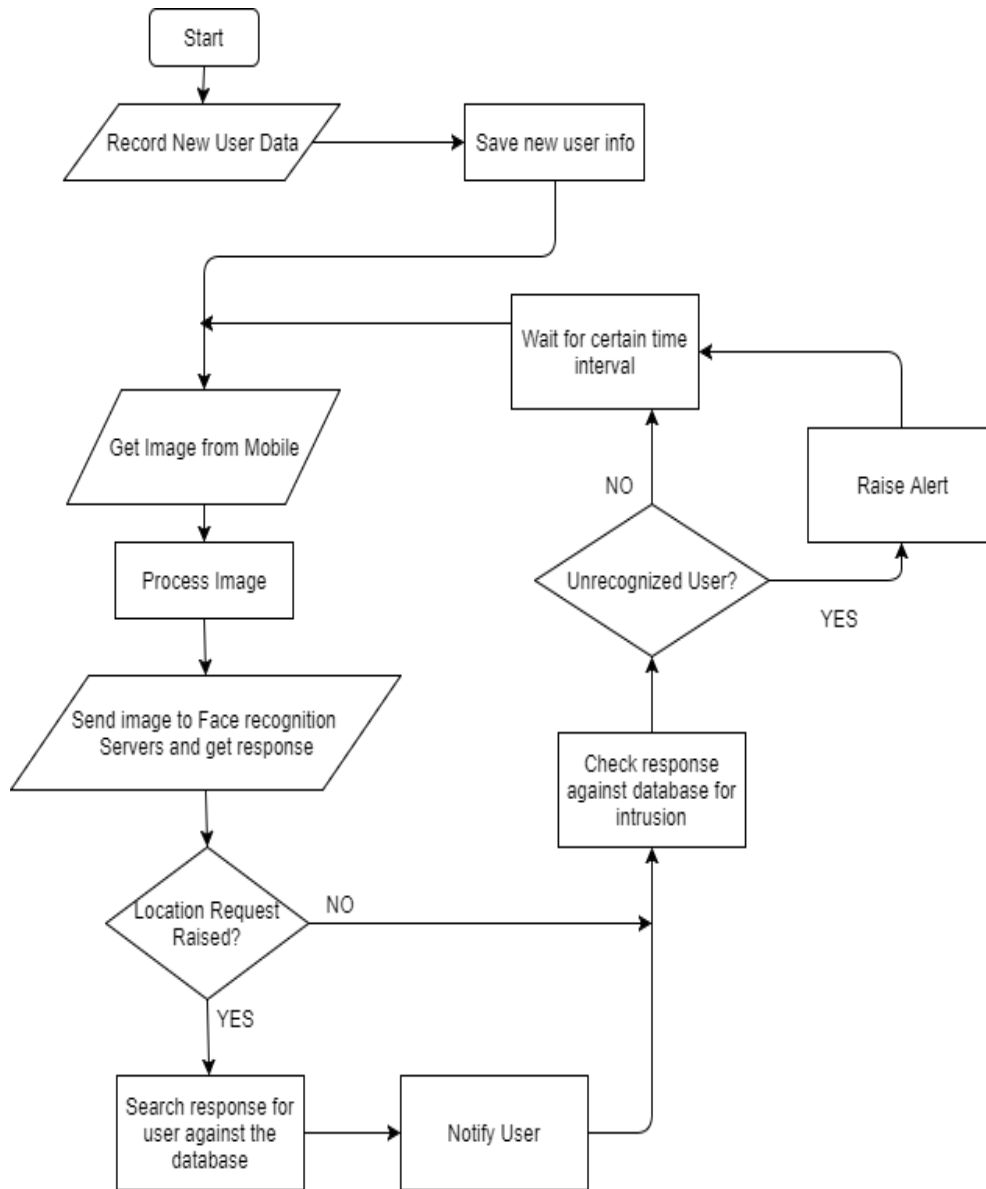 Start
Record New User Data
Save new user info
Wait for certain time
interval
Get Image from Mobile
NO
Raise Alert
Process Image
Unrecognized User?
YES
Send image to Face recognition
Servers and get response
Check response
against database for
intrusion
Location Request
Raised?
NO
YES
Search response for
user against the
database
Notify User